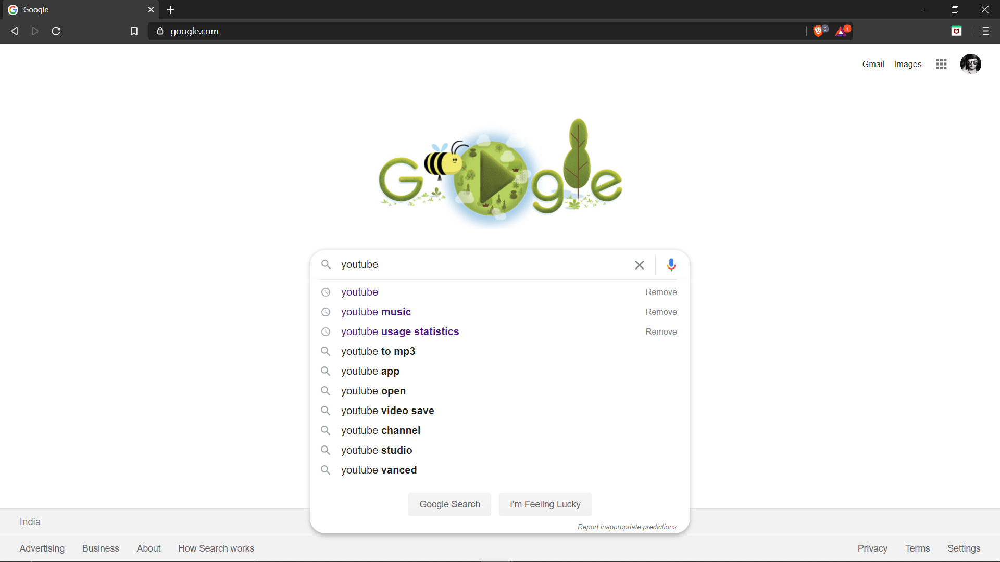 Google
google.com
6
1
Gmail Images
Google
youtube
youtube Remove
youtube music Remove
youtube usage statistics Remove
youtube to mp3
youtube app
youtube open
youtube video save
youtube channel
youtube studio
youtube vanced
Google Search I'm Feeling Lucky
Report inappropriate predictions
India
Advertising Business About How Search works Privacy Terms Settings